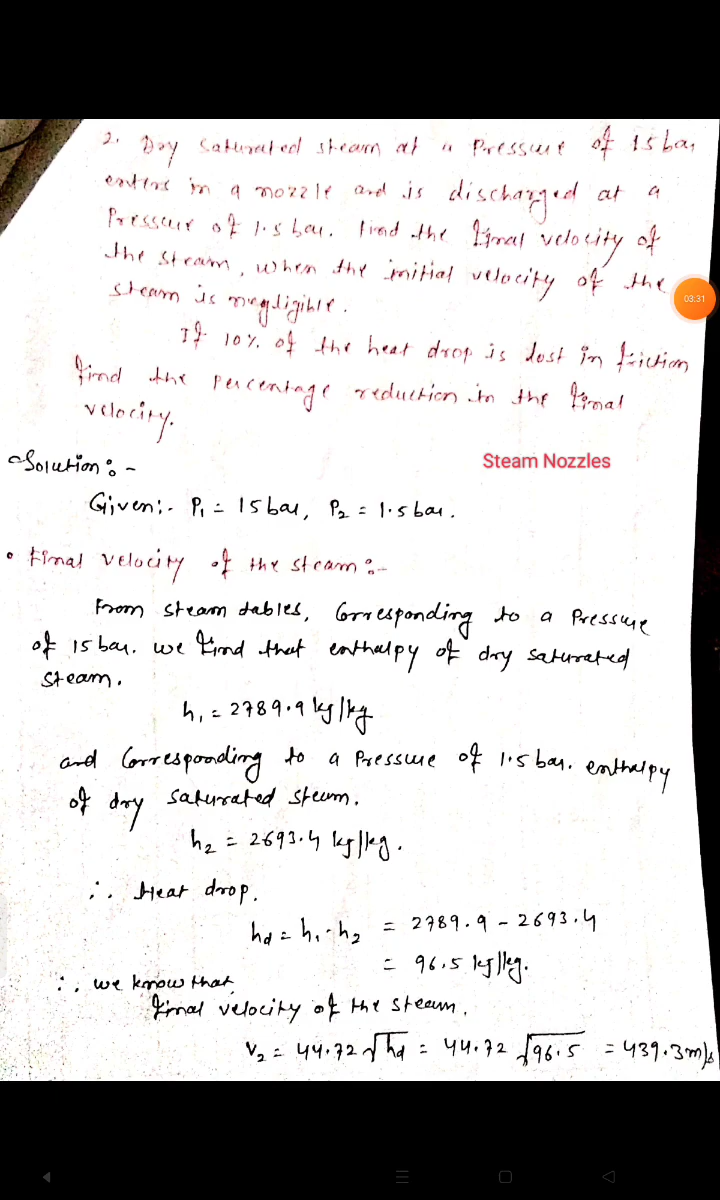 2. Dry saturated steam at a Pressure of 15 bar
enters in a nozzle and is discharged at a
Pressure of 1.5 bar. find the final velocity of
the steam, when the initial velocity of the
steam is negligible.
03:31
If 10% of the heat drop is lost in friction
find the percentage reduction in the final
velocity.
Solution:-
Steam Nozzles
Given:- P₁ = 15 bar, P₂ = 1.5 bar.
• Final velocity of the steam:-
From steam tables, Corresponding to a Pressure
of 15 bar. we find that enthalpy of dry saturated
steam.
h₁ = 2789.9 kj/kg
and Corresponding to a Pressure of 1.5 bar. enthalpy
of dry saturated steam.
h₂ = 2693.4 kj/kg.
∴ Heat drop.
hd = h₁ - h₂ = 2789.9 - 2693.4
= 96.5 kj/kg.
∴ we know that
final velocity of the steam.
V₂ = 44.72 √hd = 44.72 √96.5 = 439.3 m/s